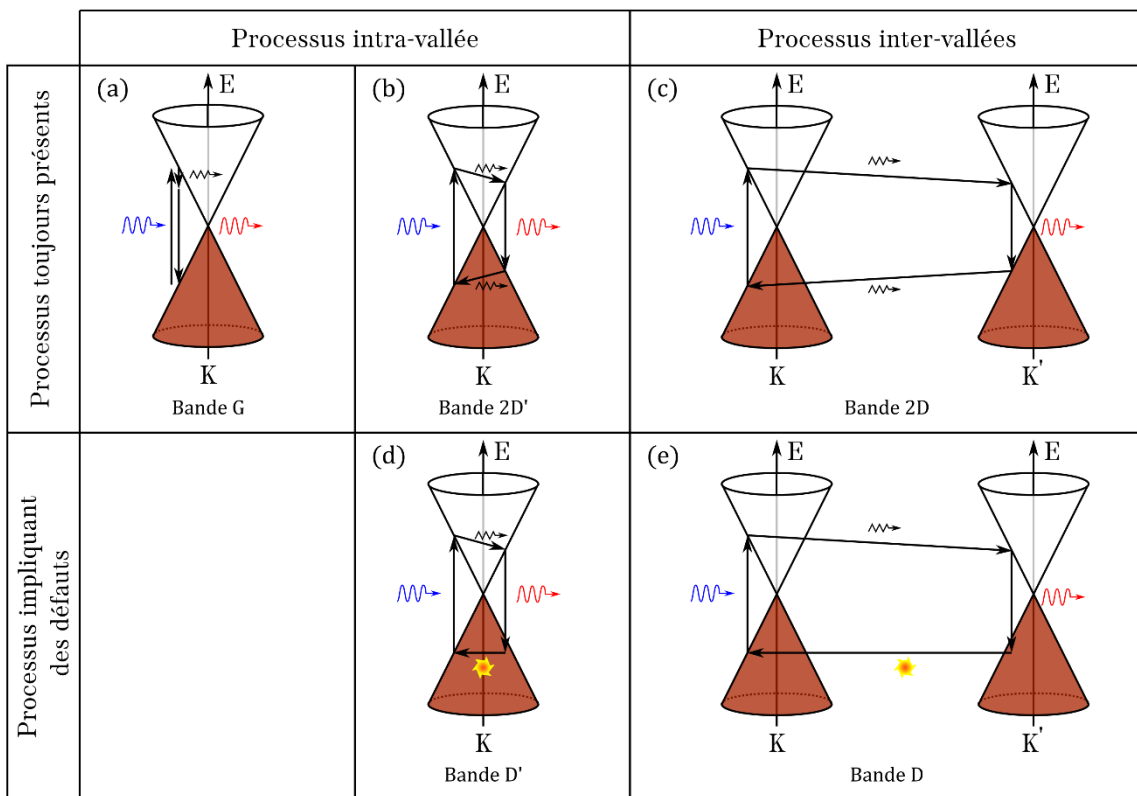 Processus intra-vallée
Processus inter-vallées
Processus toujours présents
(a)
E
K
Bande G
(b)
E
K
Bande 2D'
(c)
E
K
K'
Bande 2D
Processus impliquant
des défauts
(d)
E
K
Bande D'
(e)
E
E
K
K'
Bande D